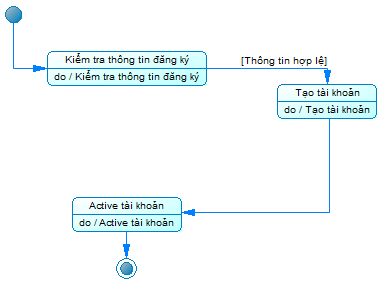 Kiểm tra thông tin đăng ký
do / Kiểm tra thông tin đăng ký
[Thông tin hợp lệ]
Tạo tài khoản
do / Tạo tài khoản
Active tài khoản
do / Active tài khoản